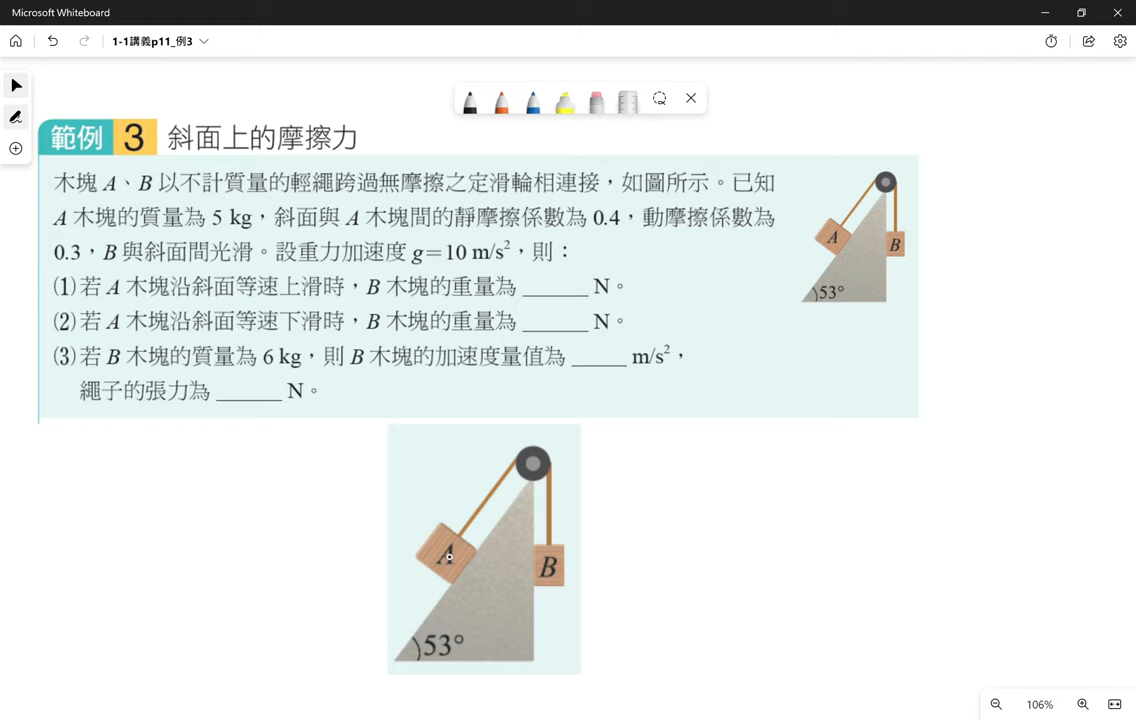 Microsoft Whiteboard
1-1講義p11_例3
範例 3 斜面上的摩擦力
木塊 A、B 以不計質量的輕繩跨過無摩擦之定滑輪相連接,如圖所示。已知
A 木塊的質量為 5 kg,斜面與 A 木塊間的靜摩擦係數為 0.4,動摩擦係數為
0.3,B 與斜面間光滑。設重力加速度 g=10 m/s²,則:
⑴若 A 木塊沿斜面等速上滑時,B 木塊的重量為 ______ N。
⑵若 A 木塊沿斜面等速下滑時,B 木塊的重量為 ______ N。
⑶若 B 木塊的質量為 6 kg,則 B 木塊的加速度量值為 _____ m/s²,
繩子的張力為 ______ N。
A
B
53°
A
B
53°
106%